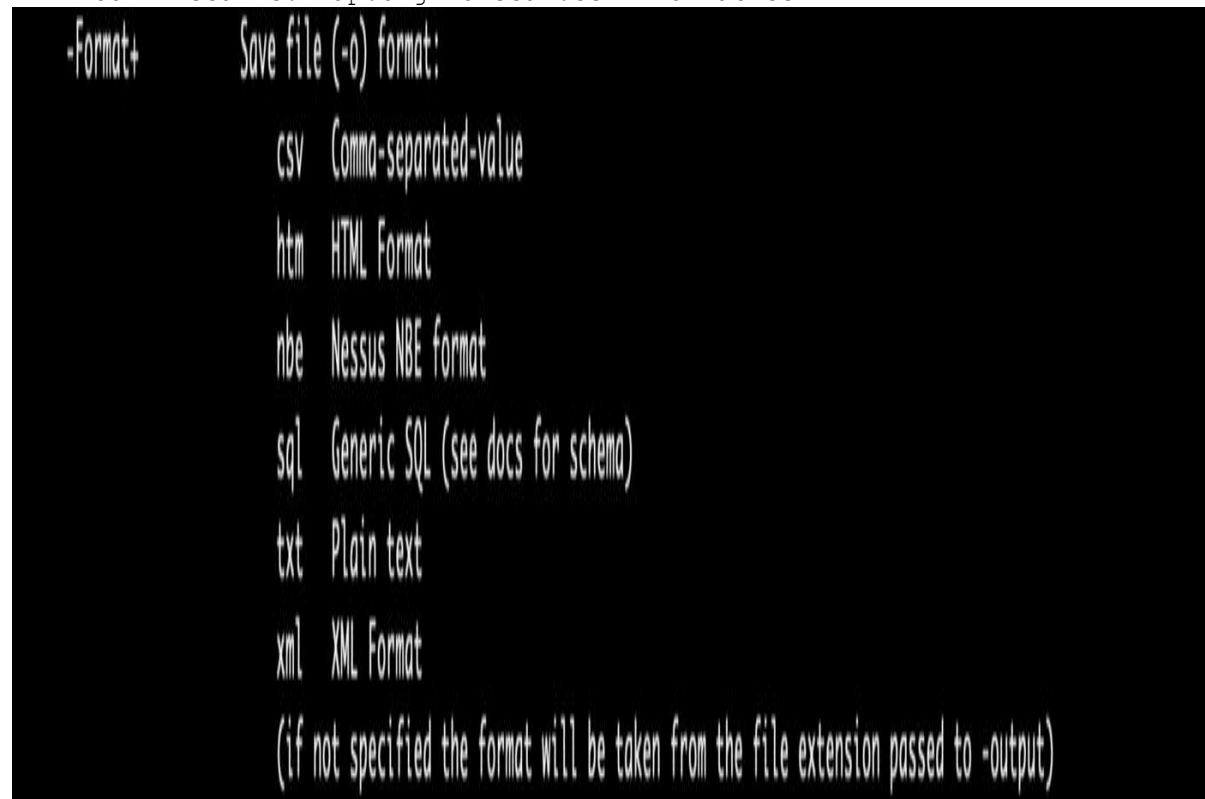 -Format+ Save file (-o) format:
csv Comma-separated-value
htm HTML Format
nbe Nessus NBE format
sql Generic SQL (see docs for schema)
txt Plain text
xml XML Format
(if not specified the format will be taken from the file extension passed to -output)